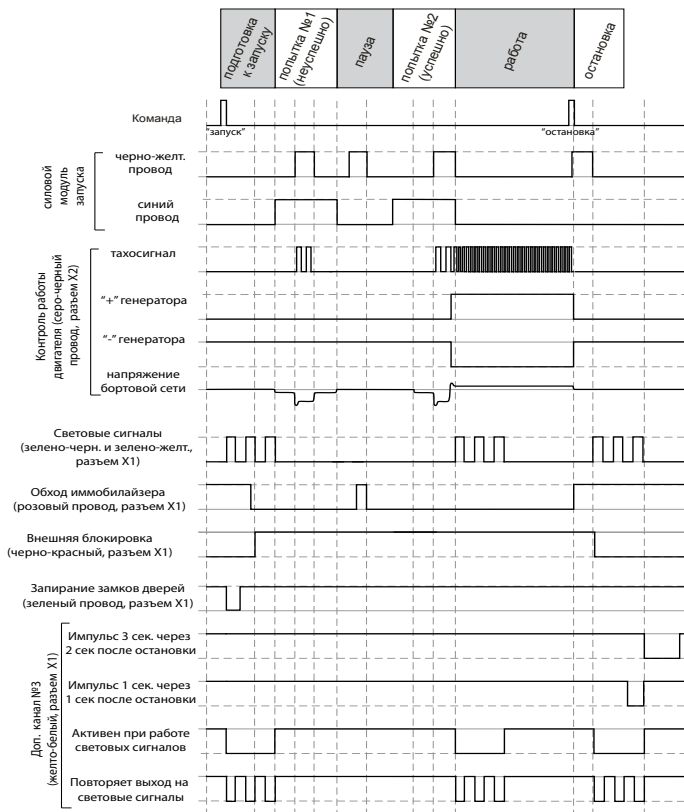 подготовка
к запуску
попытка №1
(неуспешно)
пауза
попытка №2
(успешно)
работа
остановка
Команда
"запуск"
"остановка"
силовой
модуль
запуска
черно-желт.
провод
синий
провод
Контроль работы
двигателя (серо-черный
провод, разъем X2)
тахосигнал
"+" генератора
"-" генератора
напряжение
бортовой сети
Световые сигналы
(зелено-черн. и зелено-желт.,
разъем X1)
Обход иммобилайзера
(розовый провод, разъем X1)
Внешняя блокировка
(черно-красный, разъем X1)
Запирание замков дверей
(зеленый провод, разъем X1)
Доп. канал №3
(желто-белый, разъем X1)
Импульс 3 сек. через
2 сек после остановки
Импульс 1 сек. через
1 сек после остановки
Активен при работе
световых сигналов
Повторяет выход на
световые сигналы